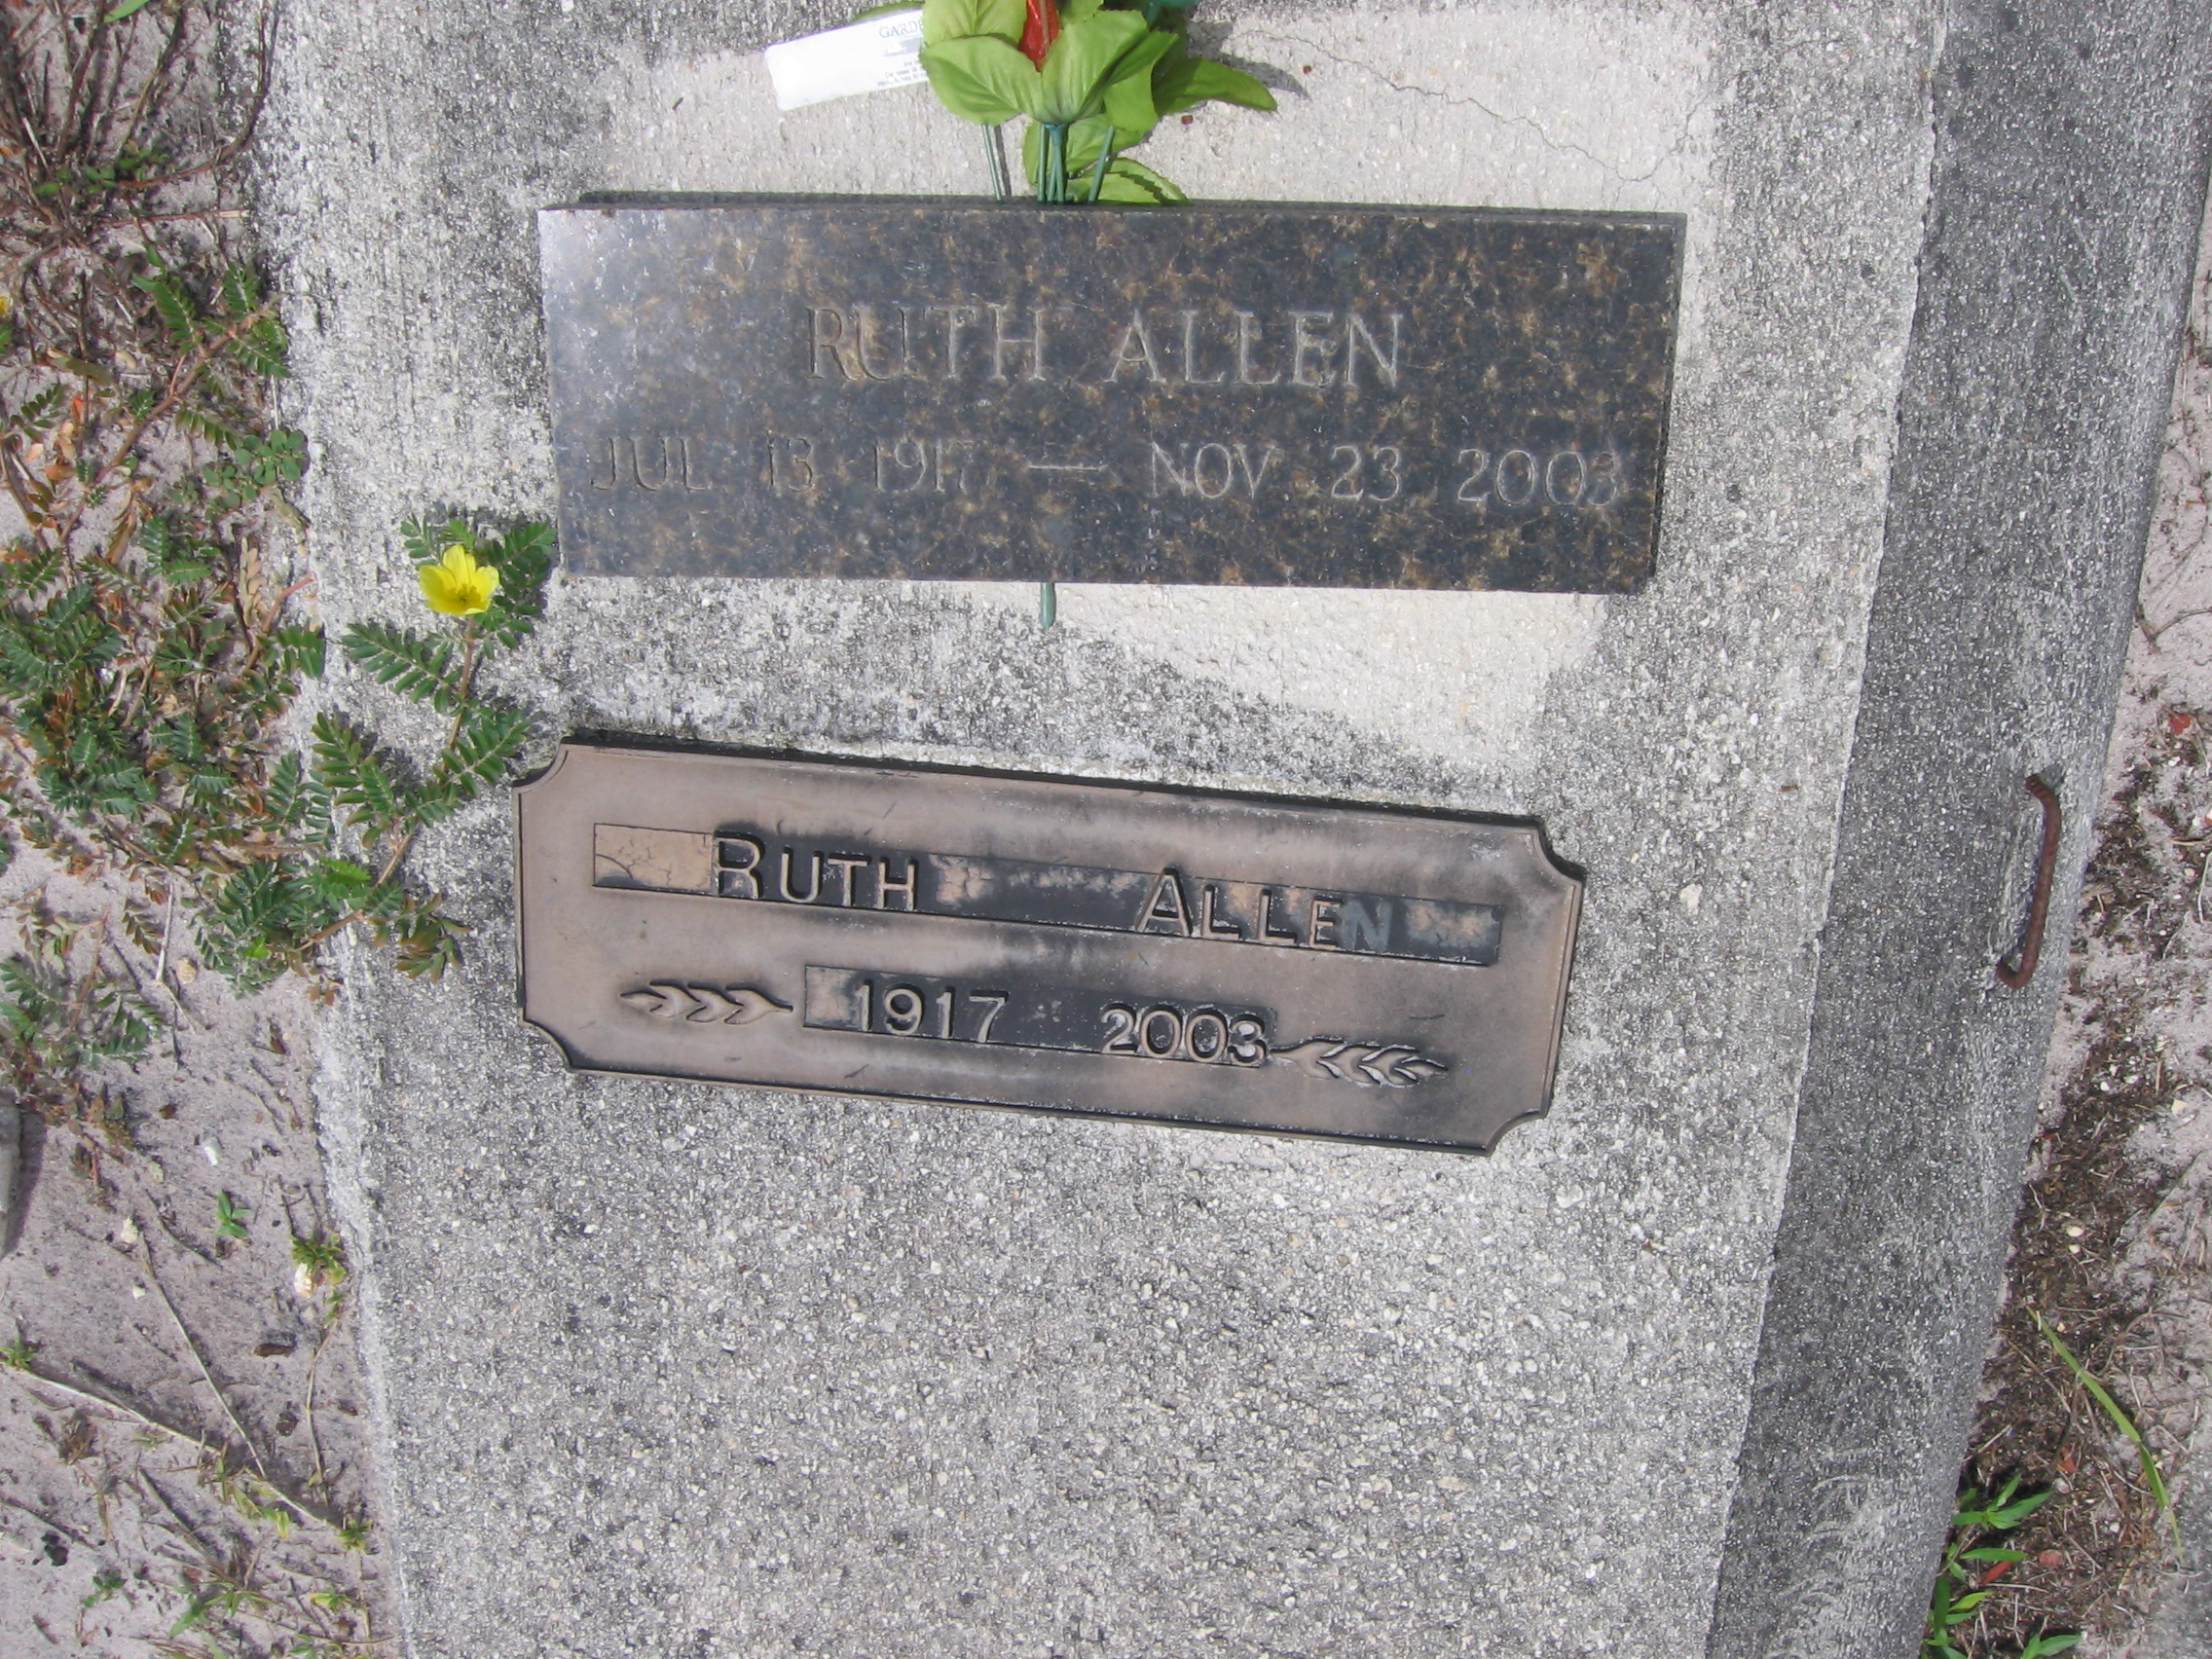 RUTH ALLEN
JUL 13 1917 — NOV 23 2003
RUTH ALLEN
1917 2003